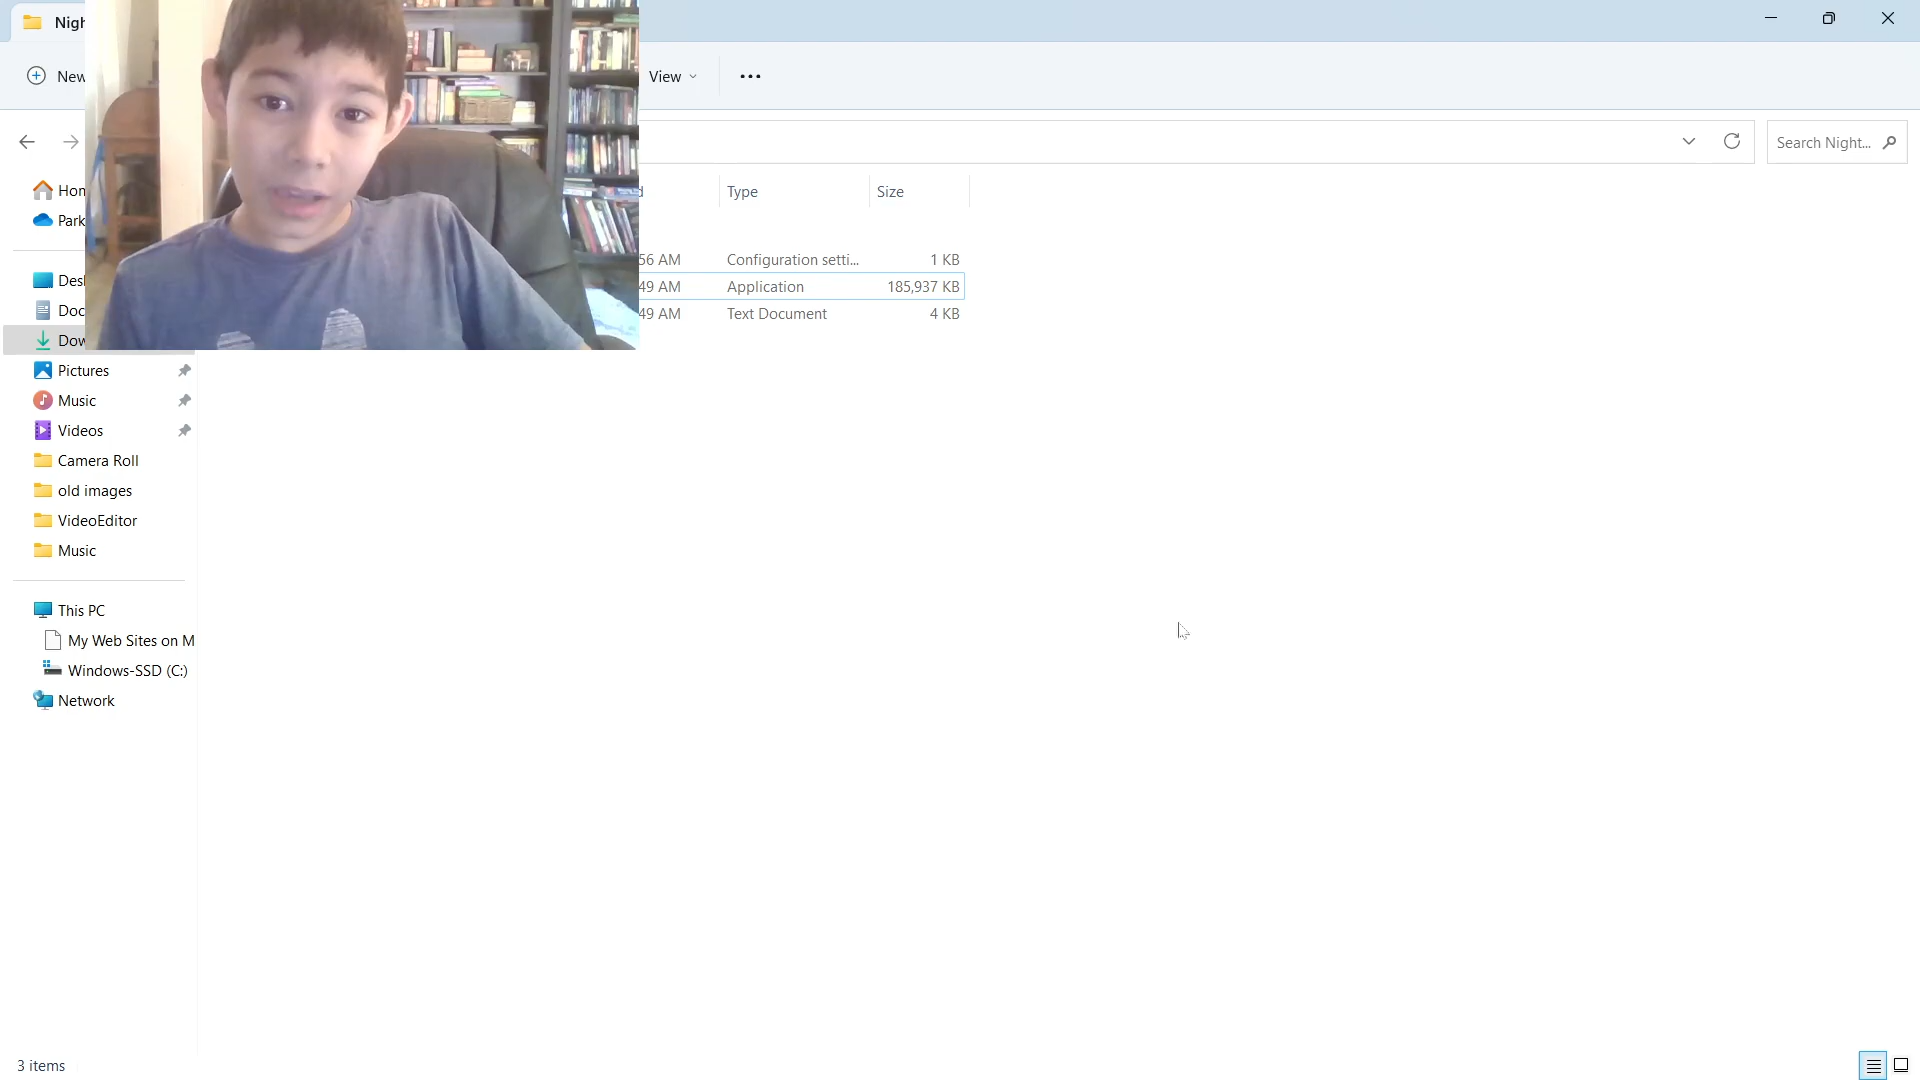 Nigh
New
View
Search Night...
Hom
Park
d
Type
Size
Desk
56 AM
Configuration setti...
1 KB
49 AM
Application
185,937 KB
Doc
49 AM
Text Document
4 KB
Dow
Pictures
Music
Videos
Camera Roll
old images
VideoEditor
Music
This PC
My Web Sites on M
Windows-SSD (C:)
Network
3 items